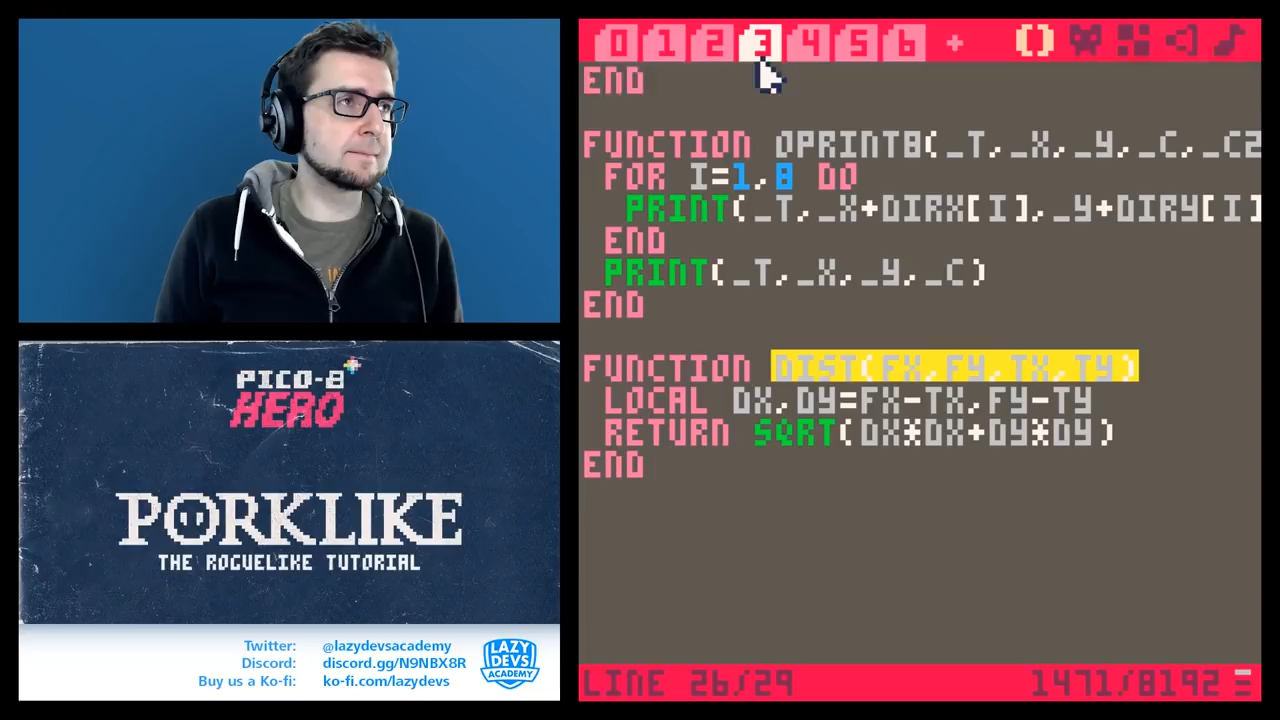 PICO-8
HERO
PORKLIKE
THE ROGUELIKE TUTORIAL
Twitter: @lazydevsacademy
Discord: discord.gg/N9NBX8R
Buy us a Ko-fi: ko-fi.com/lazydevs
LAZY
DEVS
ACADEMY
0 1 2 3 4 5 6 +
END
FUNCTION OPRINT8(_T,_X,_Y,_C,_C2
FOR I=1,8 DO
PRINT(_T,_X+DIRX[I],_Y+DIRY[I]
END
PRINT(_T,_X,_Y,_C)
END
FUNCTION DIST(FX,FY,TX,TY)
LOCAL DX,DY=FX-TX,FY-TY
RETURN SQRT(DX*DX+DY*DY)
END
LINE 26/29 1471/8192